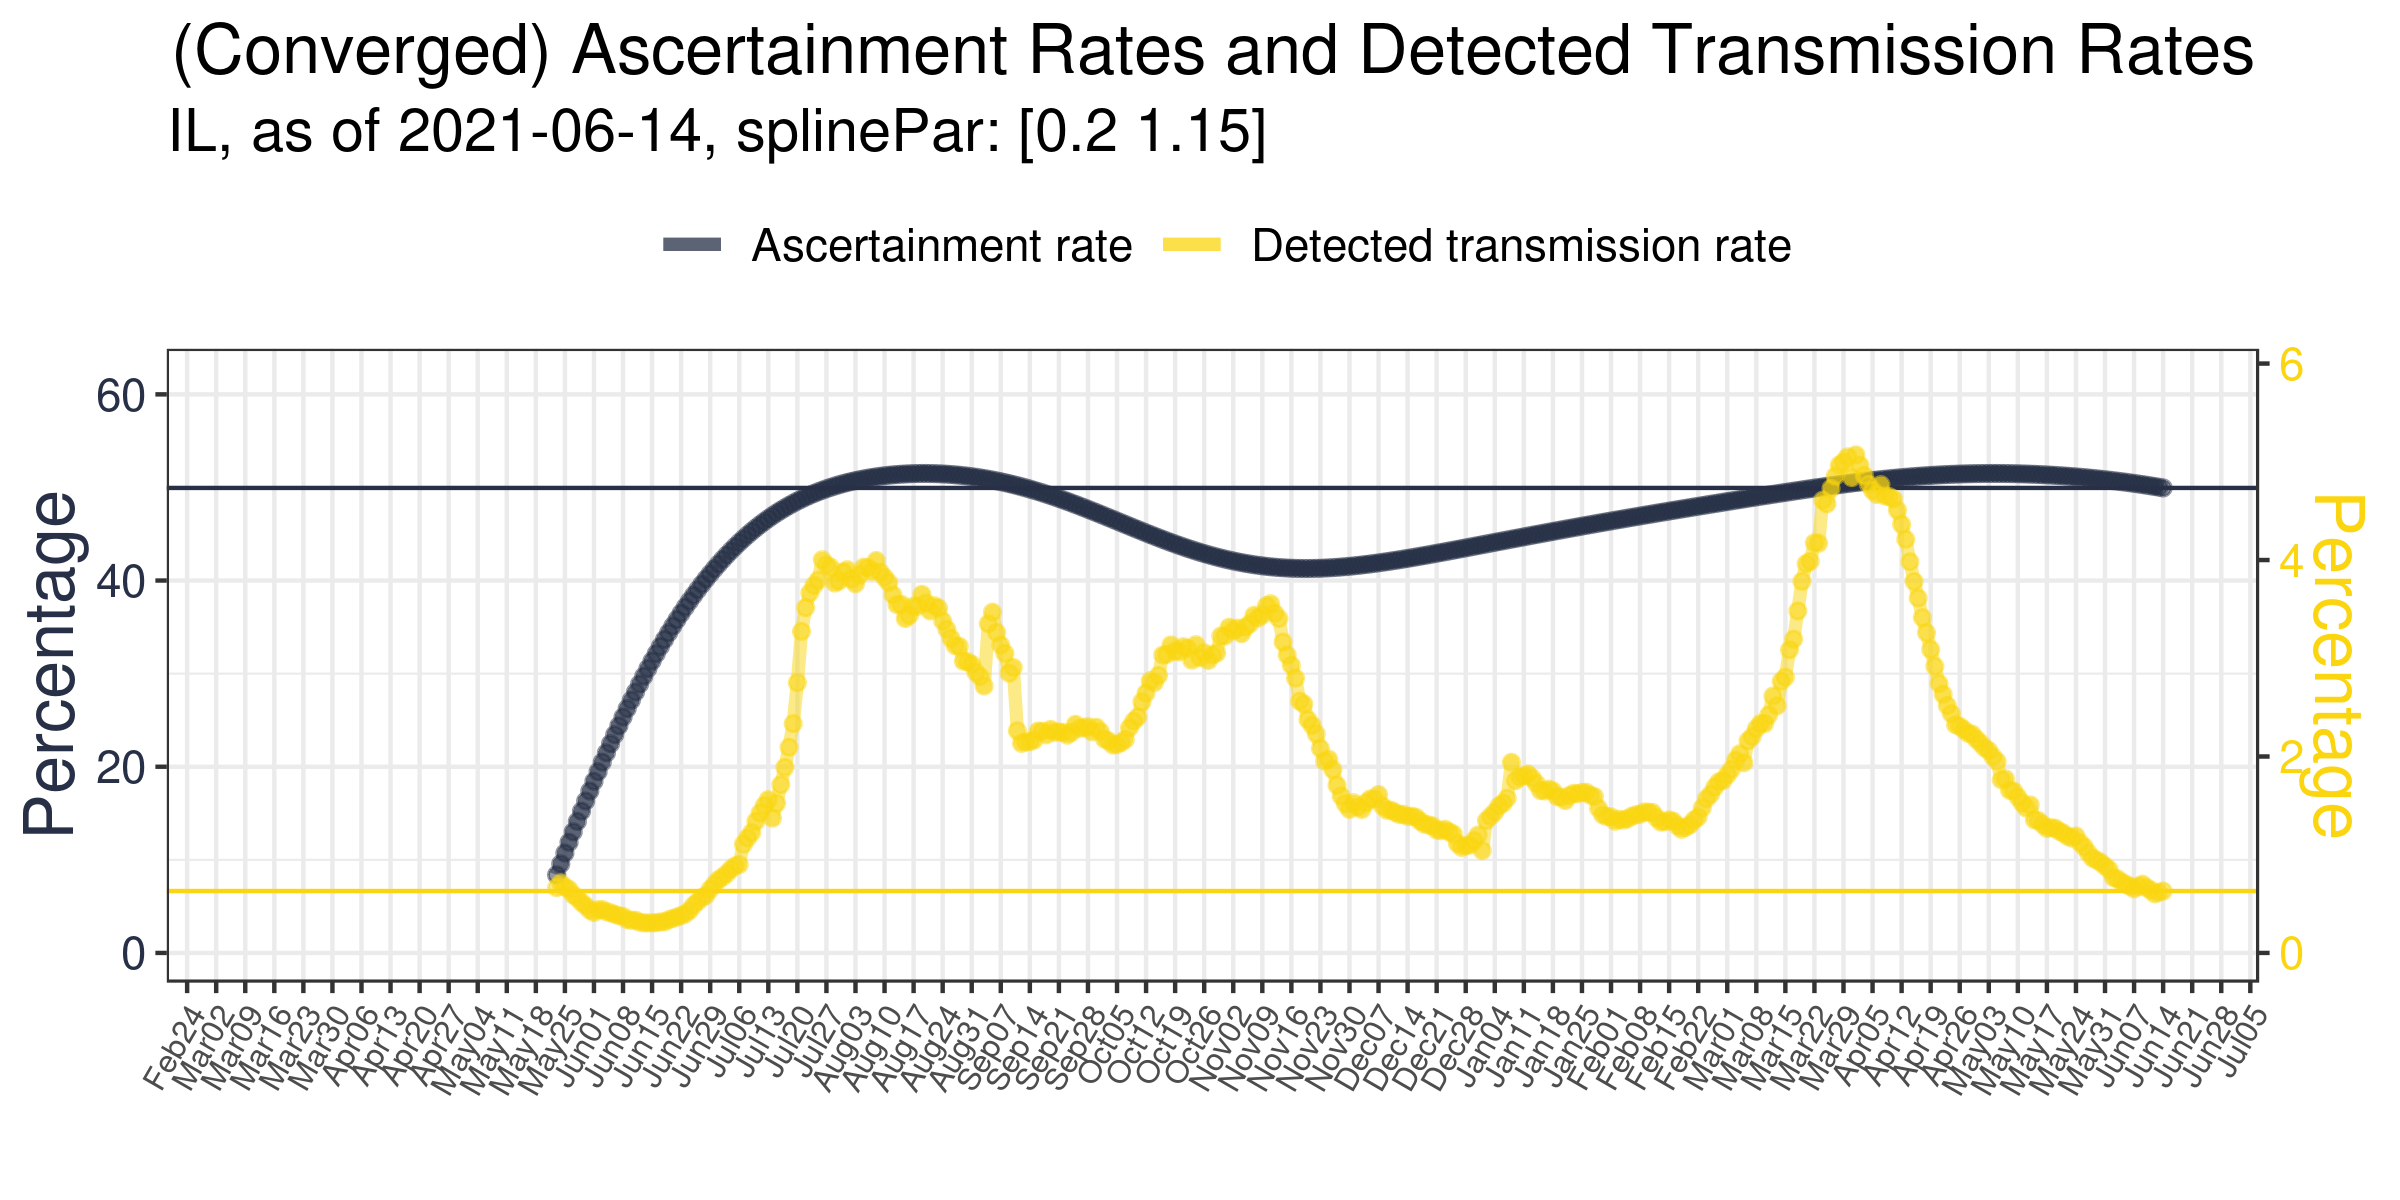 (Converged) Ascertainment Rates and Detected Transmission Rates
IL, as of 2021-06-14, splinePar: [0.2 1.15]
Ascertainment rate
Detected transmission rate
Percentage
60
40
20
0
6
4
2
0
Percentage
Feb24
Mar02
Mar09
Mar16
Mar23
Mar30
Apr06
Apr13
Apr20
Apr27
May04
May11
May18
May25
Jun01
Jun08
Jun15
Jun22
Jun29
Jul06
Jul13
Jul20
Jul27
Aug03
Aug10
Aug17
Aug24
Aug31
Sep07
Sep14
Sep21
Sep28
Oct05
Oct12
Oct19
Oct26
Nov02
Nov09
Nov16
Nov23
Nov30
Dec07
Dec14
Dec21
Dec28
Jan04
Jan11
Jan18
Jan25
Feb01
Feb08
Feb15
Feb22
Mar01
Mar08
Mar15
Mar22
Mar29
Apr05
Apr12
Apr19
Apr26
May03
May10
May17
May24
May31
Jun07
Jun14
Jun21
Jun28
Jul05